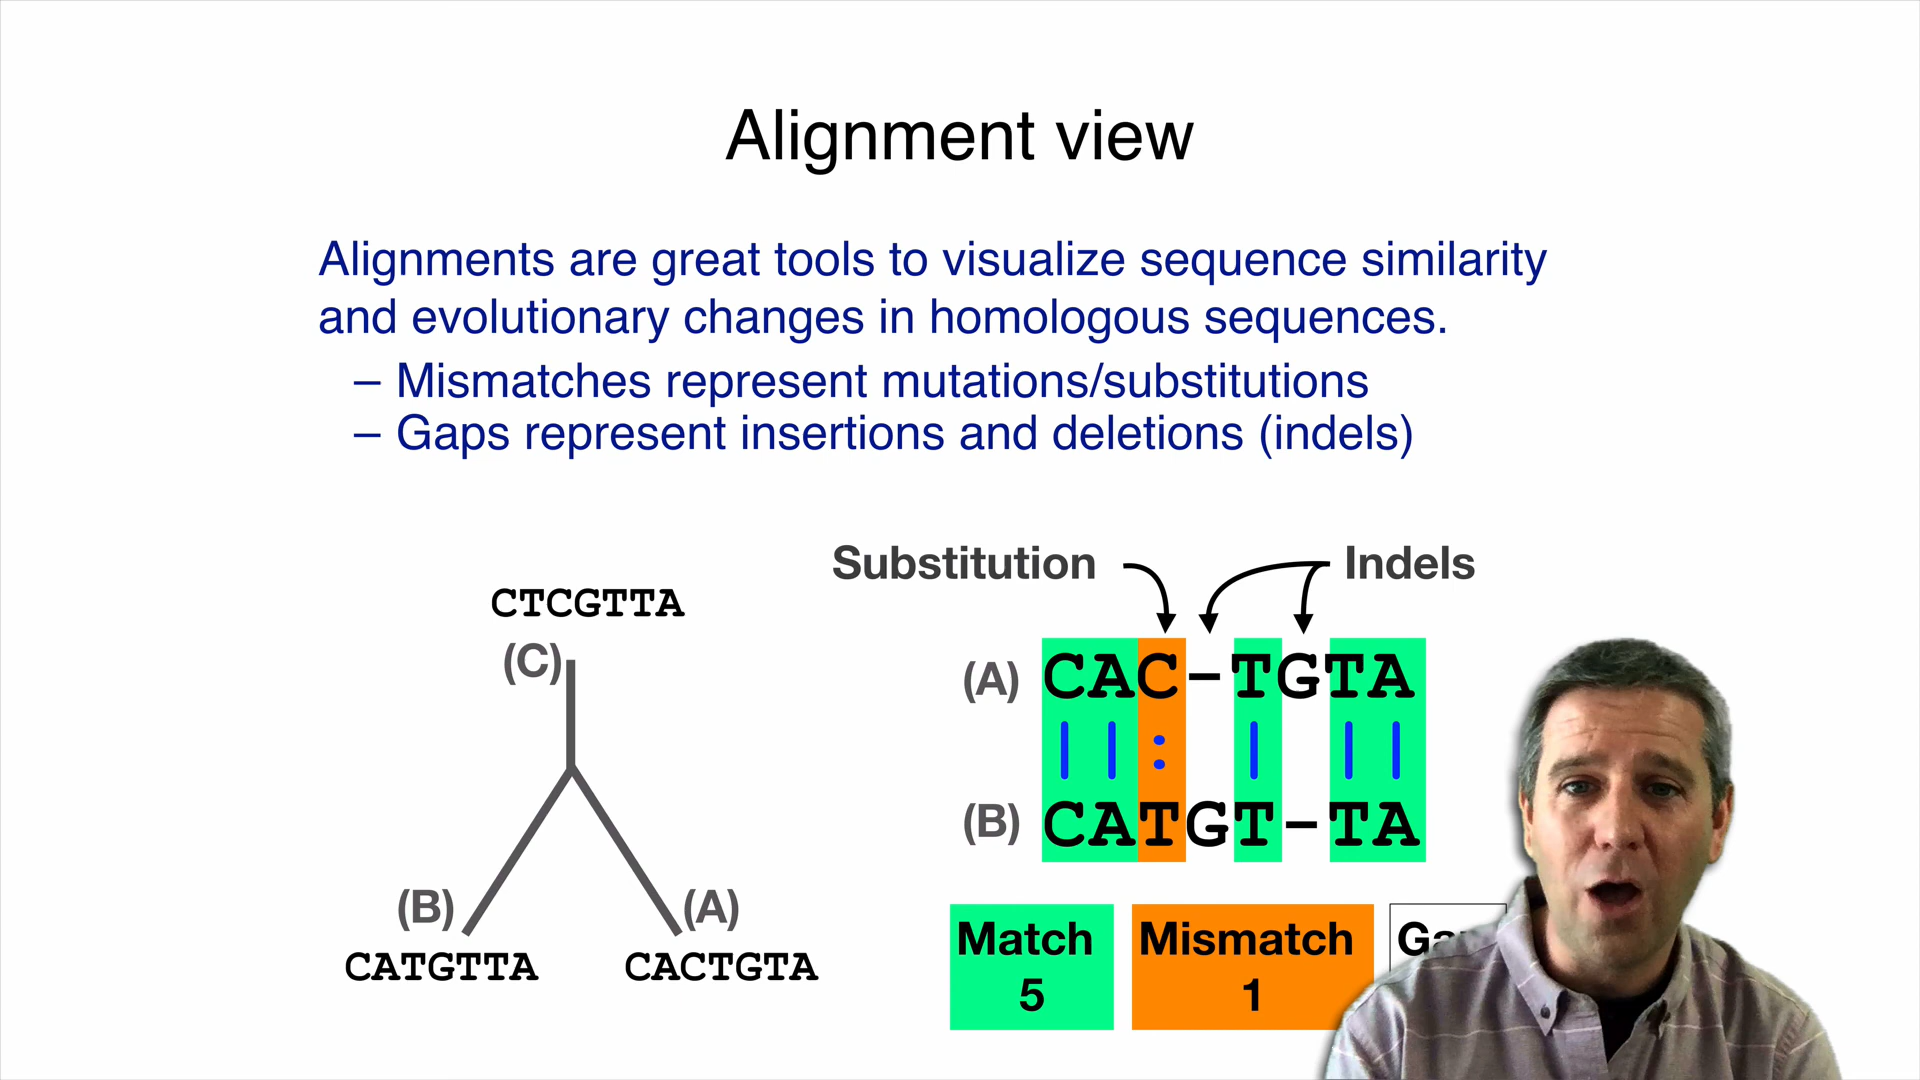 Alignment view
Alignments are great tools to visualize sequence similarity
and evolutionary changes in homologous sequences.
– Mismatches represent mutations/substitutions
– Gaps represent insertions and deletions (indels)
Substitution
Indels
CTCGTTA
(C)
(B)
(A)
CATGTTA
CACTGTA
(A) CAC-TGTA
| | : | | |
(B) CATGT-TA
Match
5
Mismatch
1